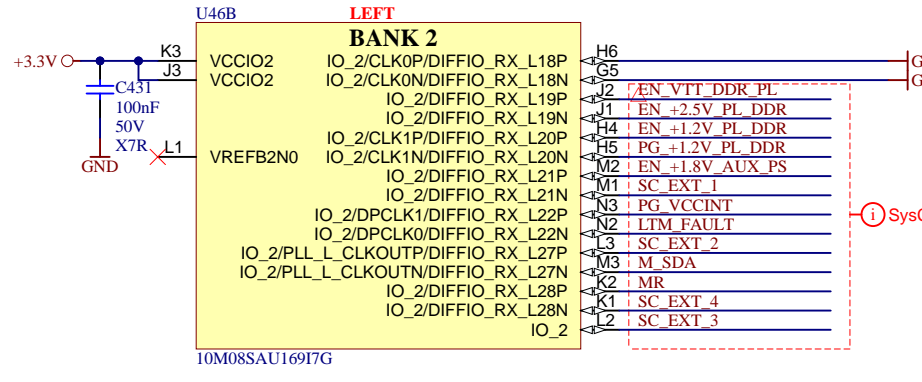 U46B LEFT
BANK 2
+3.3V K3 VCCIO2 IO_2/CLK0P/DIFFIO_RX_L18P H6 G
J3 VCCIO2 IO_2/CLK0N/DIFFIO_RX_L18N G5 G
C431 IO_2/DIFFIO_RX_L19P J2 EN_VTT_DDR_PL
100nF IO_2/DIFFIO_RX_L19N J1 EN_+2.5V_PL_DDR
50V IO_2/CLK1P/DIFFIO_RX_L20P H4 EN_+1.2V_PL_DDR
X7R L1 VREFB2N0 IO_2/CLK1N/DIFFIO_RX_L20N H5 PG_+1.2V_PL_DDR
GND IO_2/DIFFIO_RX_L21P M2 EN_+1.8V_AUX_PS
IO_2/DIFFIO_RX_L21N M1 SC_EXT_1
IO_2/DPCLK1/DIFFIO_RX_L22P N3 PG_VCCINT
IO_2/DPCLK0/DIFFIO_RX_L22N N2 LTM_FAULT i SysC
IO_2/PLL_L_CLKOUTP/DIFFIO_RX_L27P L3 SC_EXT_2
IO_2/PLL_L_CLKOUTN/DIFFIO_RX_L27N M3 M_SDA
IO_2/DIFFIO_RX_L28P K2 MR
IO_2/DIFFIO_RX_L28N K1 SC_EXT_4
IO_2 L2 SC_EXT_3
10M08SAU169I7G